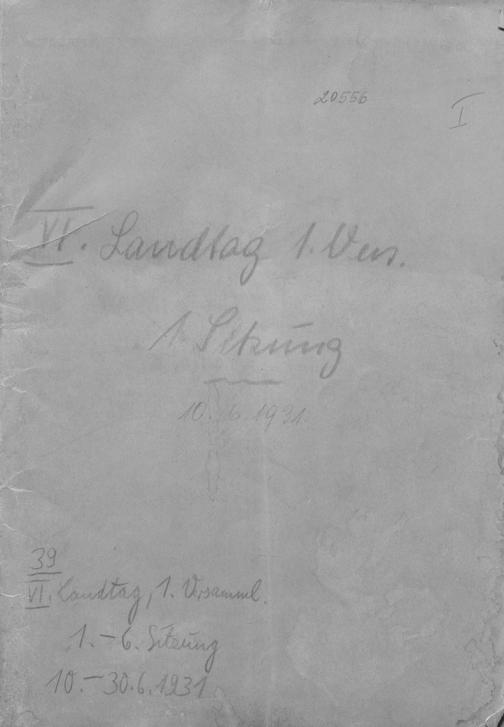 20556
I
VI. Landtag 1. Vers.
1. Sitzung
10. 6. 1931
39
VI. Landtag, 1. Versamml.
1.-6. Sitzung
10.-30.6.1931